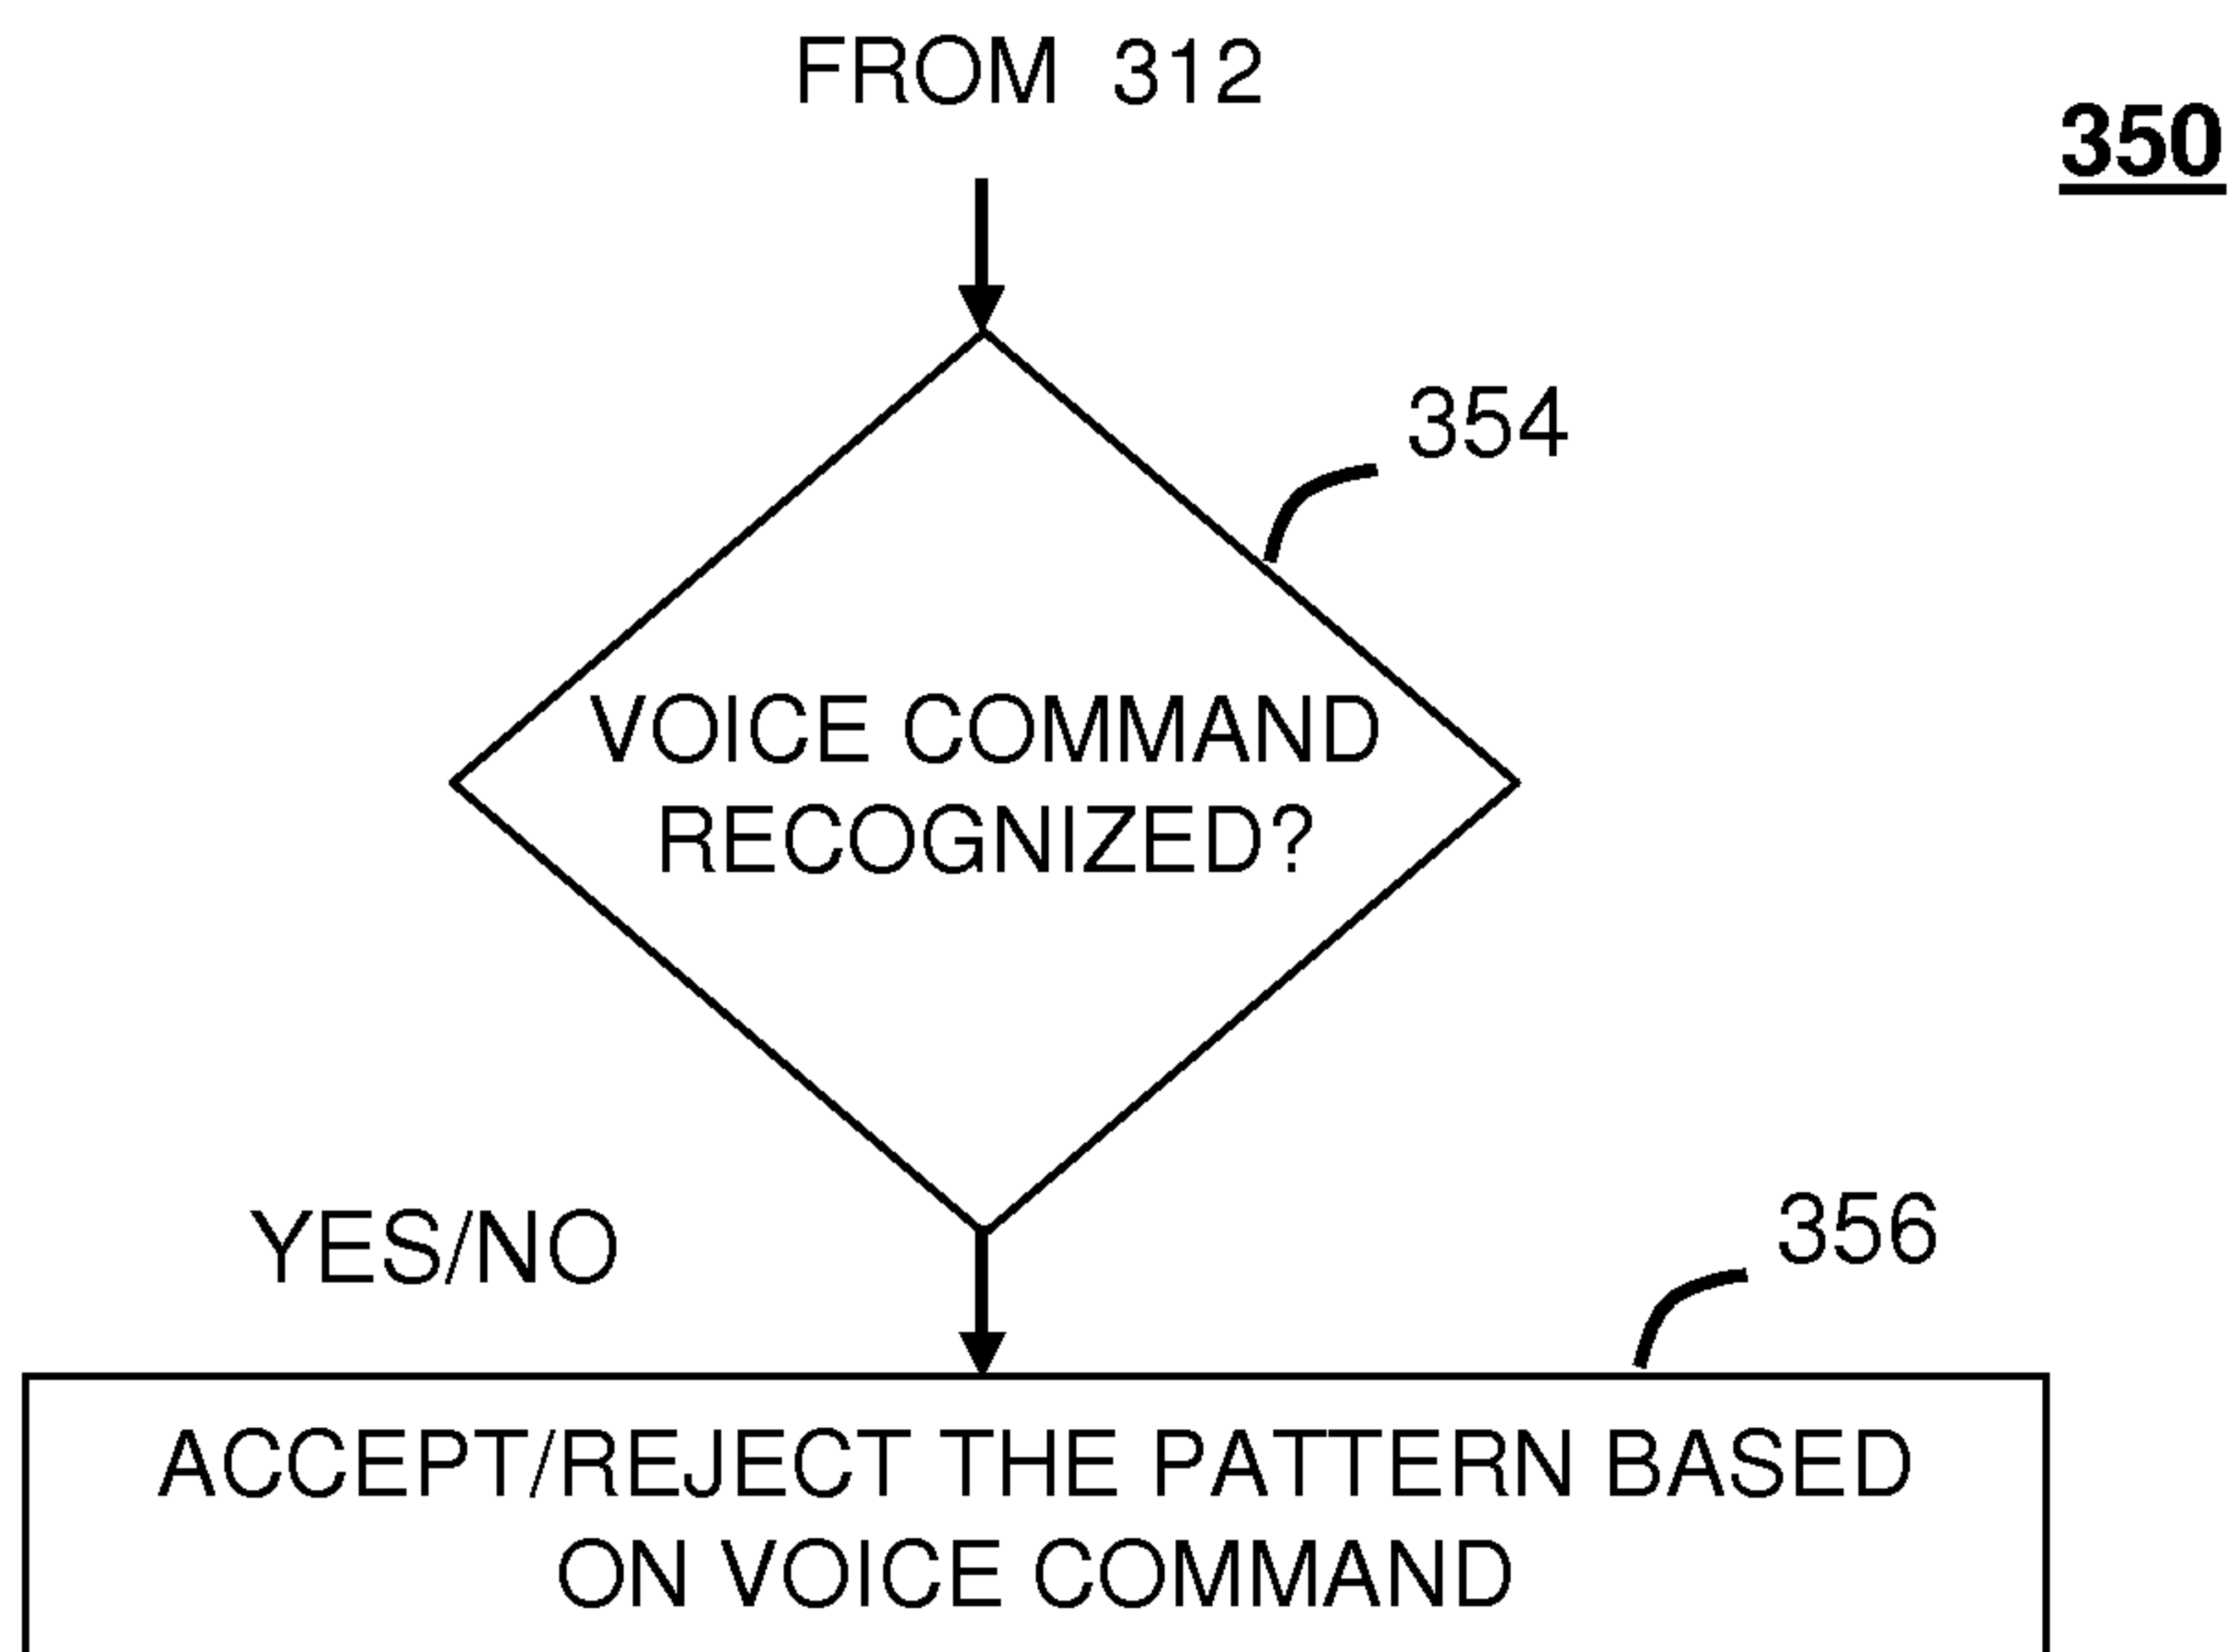 FROM 312
350
354
VOICE COMMAND
RECOGNIZED?
YES/NO
356
ACCEPT/REJECT THE PATTERN BASED
ON VOICE COMMAND